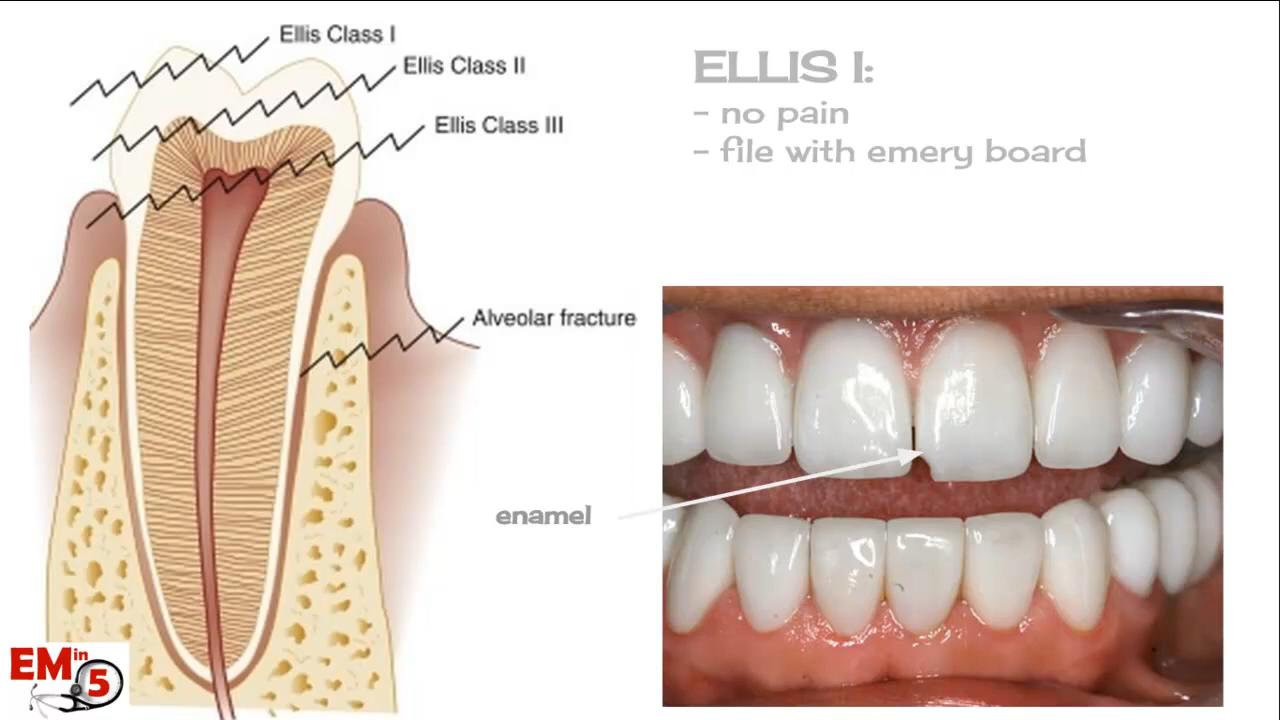 Ellis Class I
Ellis Class II
Ellis Class III
Alveolar fracture
ELLIS I:
- no pain
- file with emery board
enamel
EM in 5